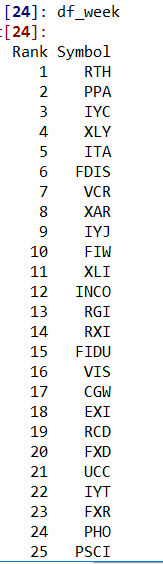 [24]: df_week
t[24]:
Rank Symbol
1 RTH
2 PPA
3 IYC
4 XLY
5 ITA
6 FDIS
7 VCR
8 XAR
9 IYJ
10 FIW
11 XLI
12 INCO
13 RGI
14 RXI
15 FIDU
16 VIS
17 CGW
18 EXI
19 RCD
20 FXD
21 UCC
22 IYT
23 FXR
24 PHO
25 PSCI